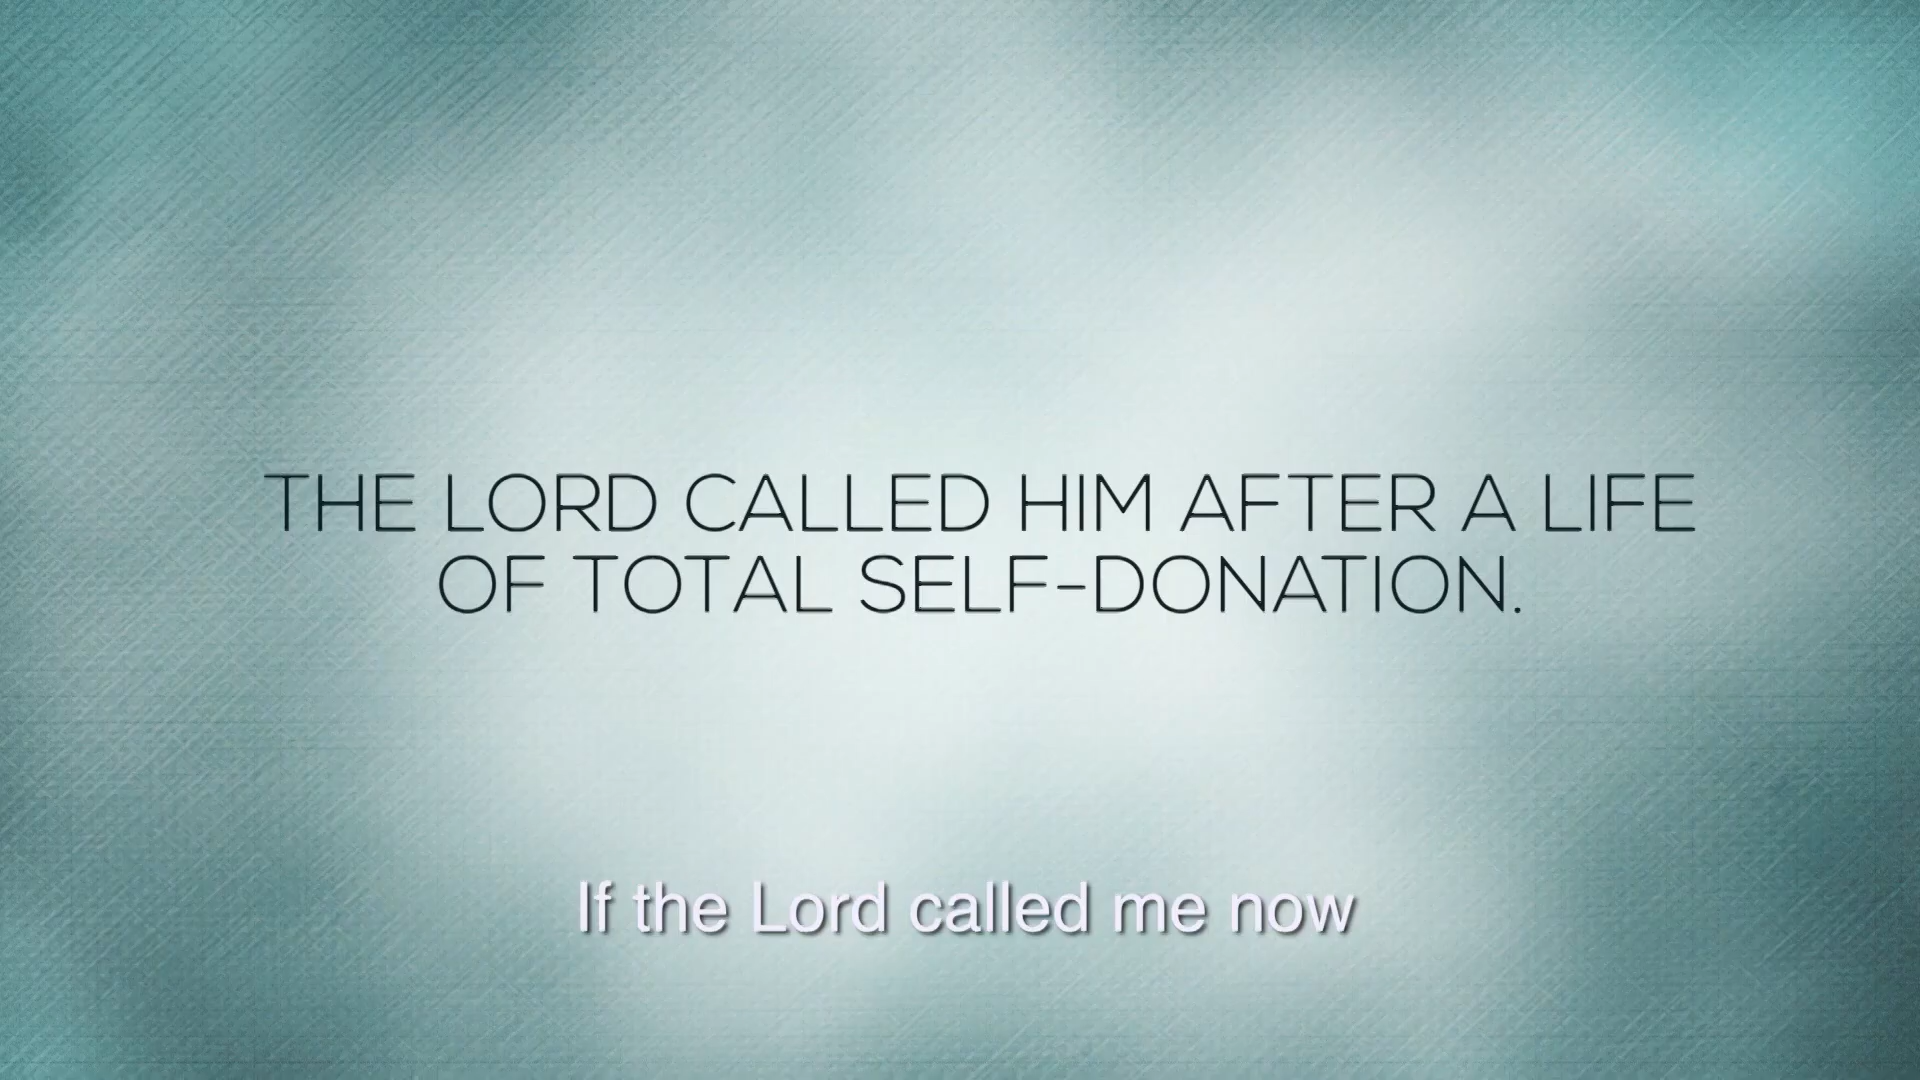 THE LORD CALLED HIM AFTER A LIFE
OF TOTAL SELF-DONATION.
If the Lord called me now